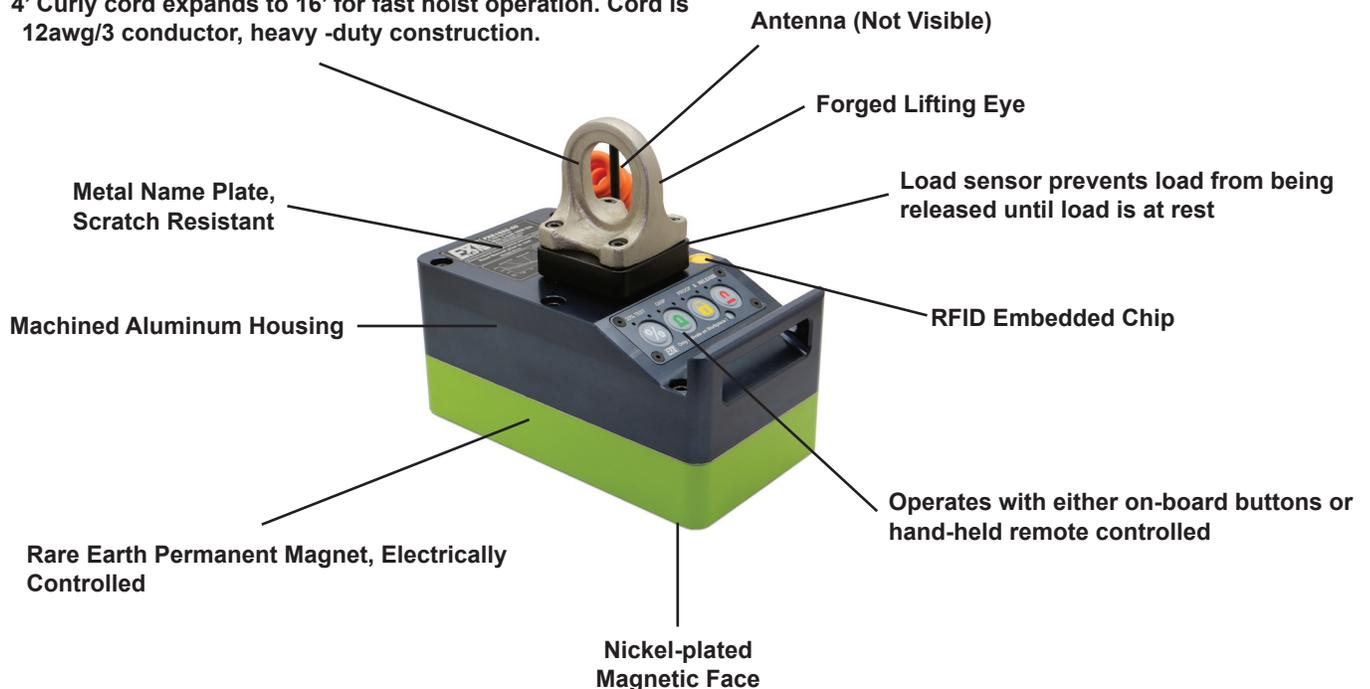 4' Curly cord expands to 16' for fast hoist operation. Cord is
12awg/3 conductor, heavy -duty construction.
Antenna (Not Visible)
Forged Lifting Eye
Metal Name Plate,
Scratch Resistant
Load sensor prevents load from being
released until load is at rest
Machined Aluminum Housing
RFID Embedded Chip
GRIP
RELEASE
Operates with either on-board buttons or
hand-held remote controlled
Rare Earth Permanent Magnet, Electrically
Controlled
Nickel-plated
Magnetic Face